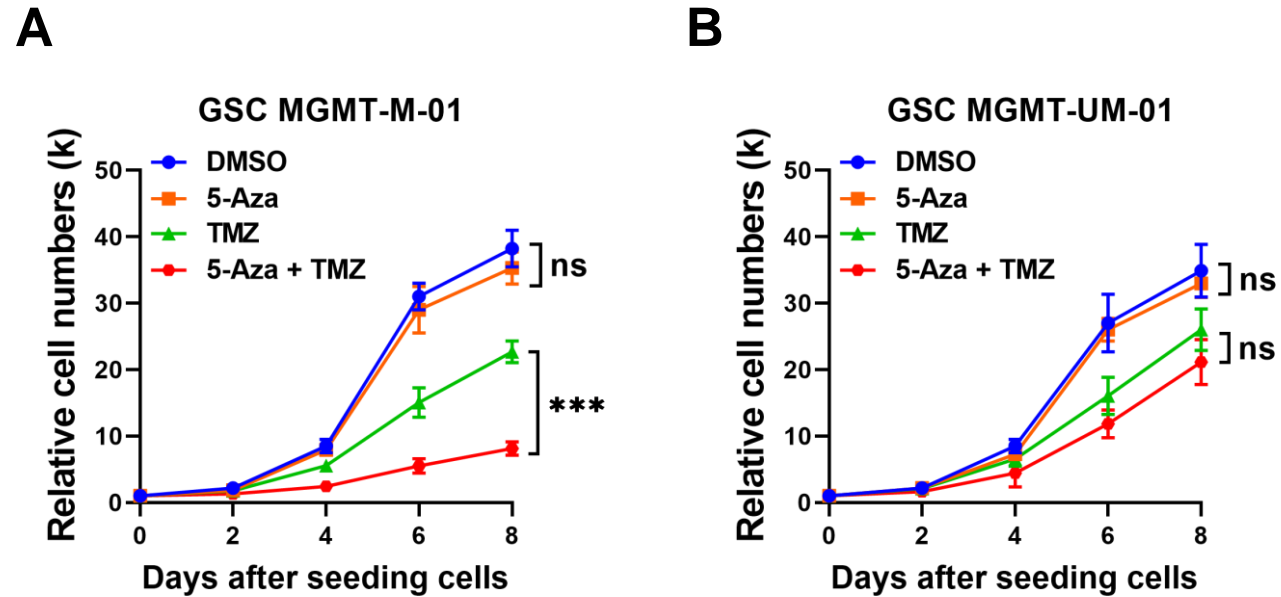 A
GSC MGMT-M-01
Relative cell numbers (k)
DMSO
5-Aza
TMZ
5-Aza + TMZ
50
40
30
20
10
0
ns
***
0 2 4 6 8
Days after seeding cells
B
GSC MGMT-UM-01
Relative cell numbers (k)
DMSO
5-Aza
TMZ
5-Aza + TMZ
50
40
30
20
10
0
ns
ns
0 2 4 6 8
Days after seeding cells